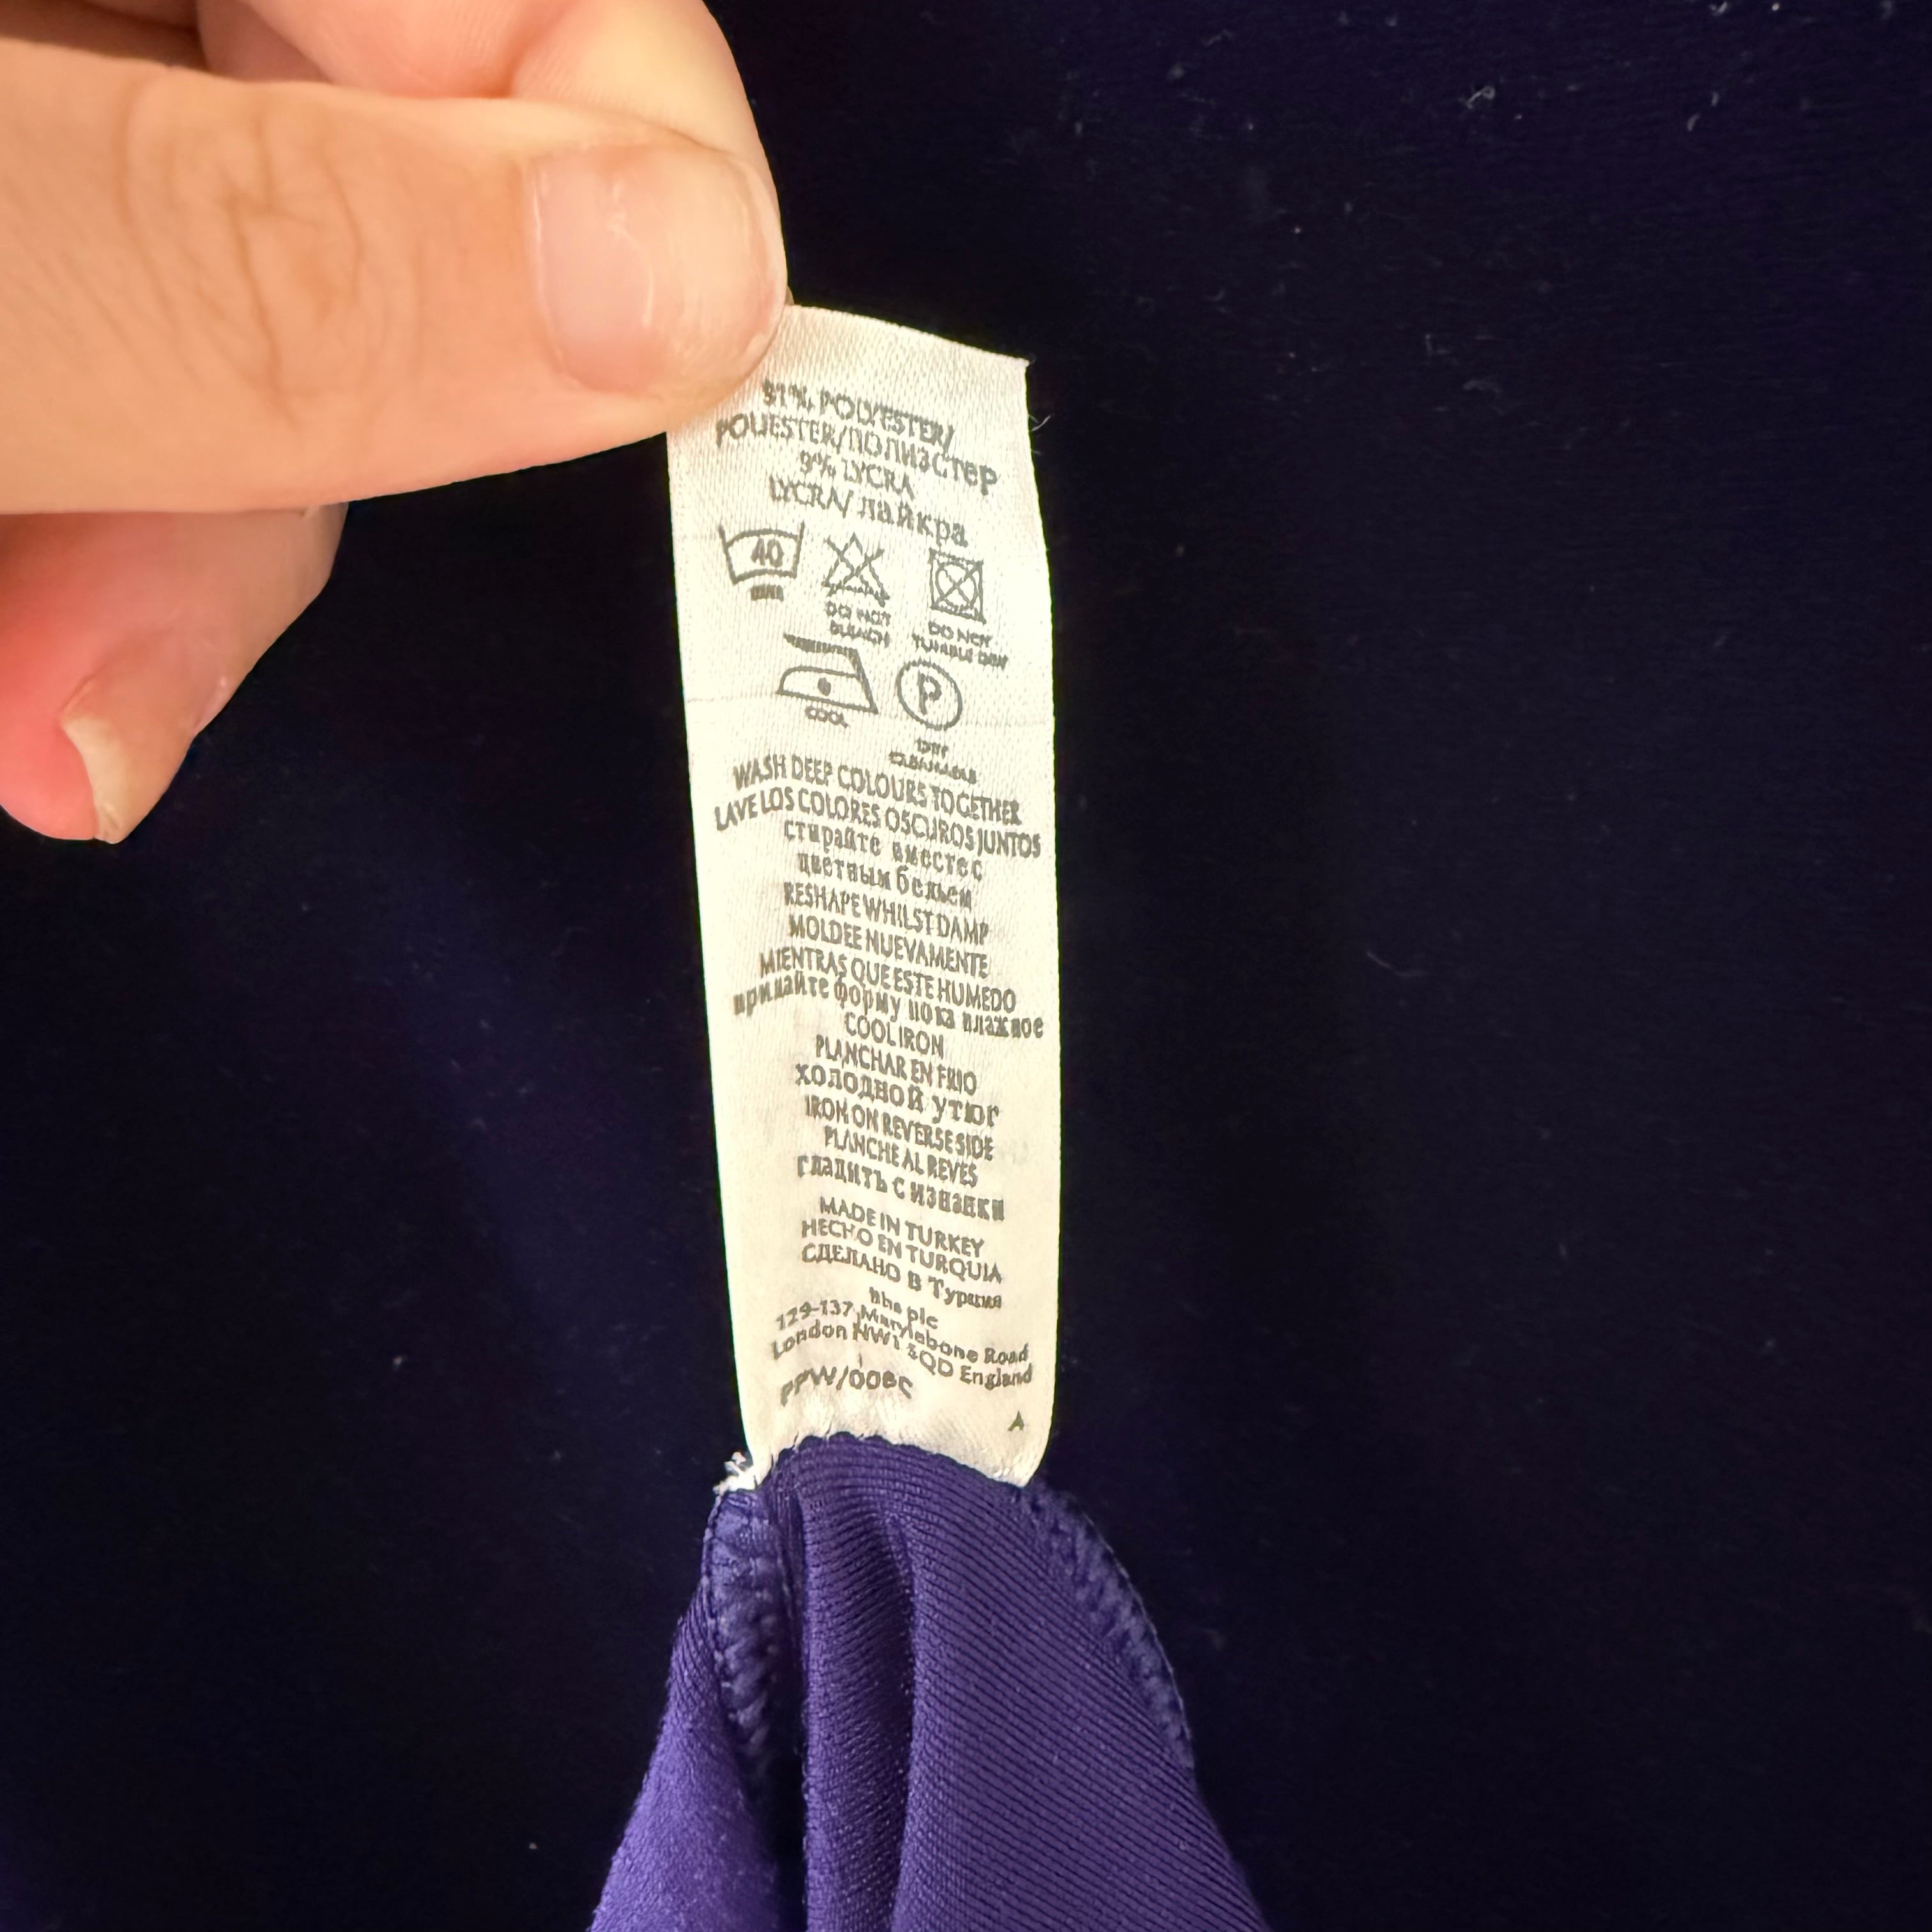 91% POLYESTER/
POLIESTER/ПОЛИЭСТЕР
9% LYCRA
LYCRA/ лайкра
40
DO NOT
BLEACH
DO NOT
TUMBLE DRY
COOL
P
DRY
CLEANABLE
WASH DEEP COLOURS TOGETHER
LAVE LOS COLORES OSCUROS JUNTOS
стирайте вместе с
цветным бельем
RESHAPE WHILST DAMP
MOLDEE NUEVAMENTE
MIENTRAS QUE ESTE HUMEDO
придайте форму пока влажное
COOL IRON
PLANCHAR EN FRIO
холодной утюг
IRON ON REVERSE SIDE
PLANCHE AL REVES
гладить с изнанки
MADE IN TURKEY
HECHO EN TURQUIA
СДЕЛАНО В Турция
bhs plc
129-137 Marylebone Road
London NW1 5QD England
PPW/008C
A